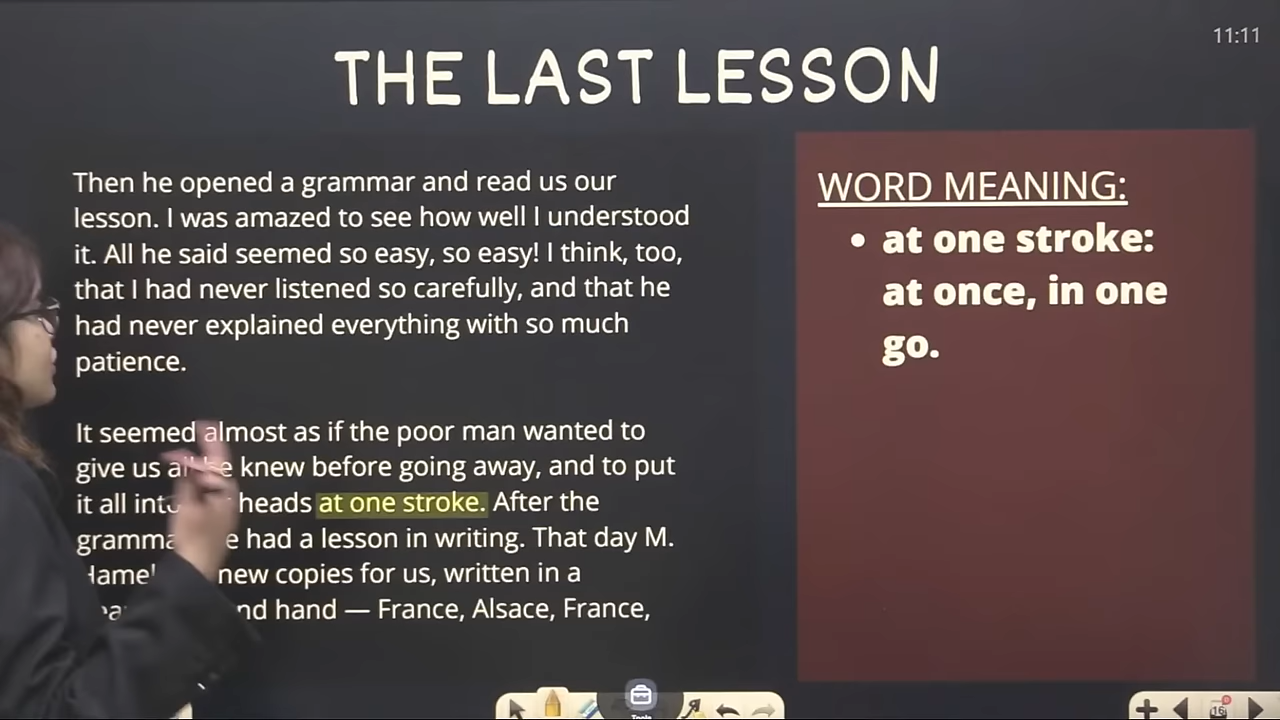 11:11
THE LAST LESSON
Then he opened a grammar and read us our
lesson. I was amazed to see how well I understood
it. All he said seemed so easy, so easy! I think, too,
that I had never listened so carefully, and that he
had never explained everything with so much
patience.
It seemed almost as if the poor man wanted to
give us all he knew before going away, and to put
it all into heads at one stroke. After the
had a lesson in writing. That day M.
new copies for us, written in a
hand — France, Alsace, France,
WORD MEANING:
• at one stroke:
at once, in one
go.
Tools
16